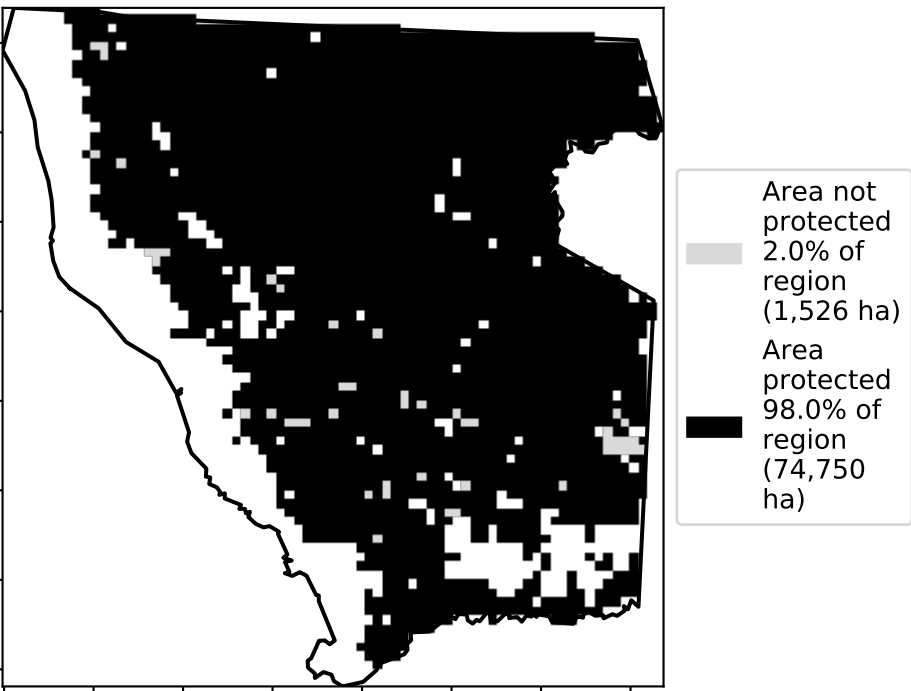 Area not
protected
2.0% of
region
(1,526 ha)
Area
protected
98.0% of
region
(74,750
ha)